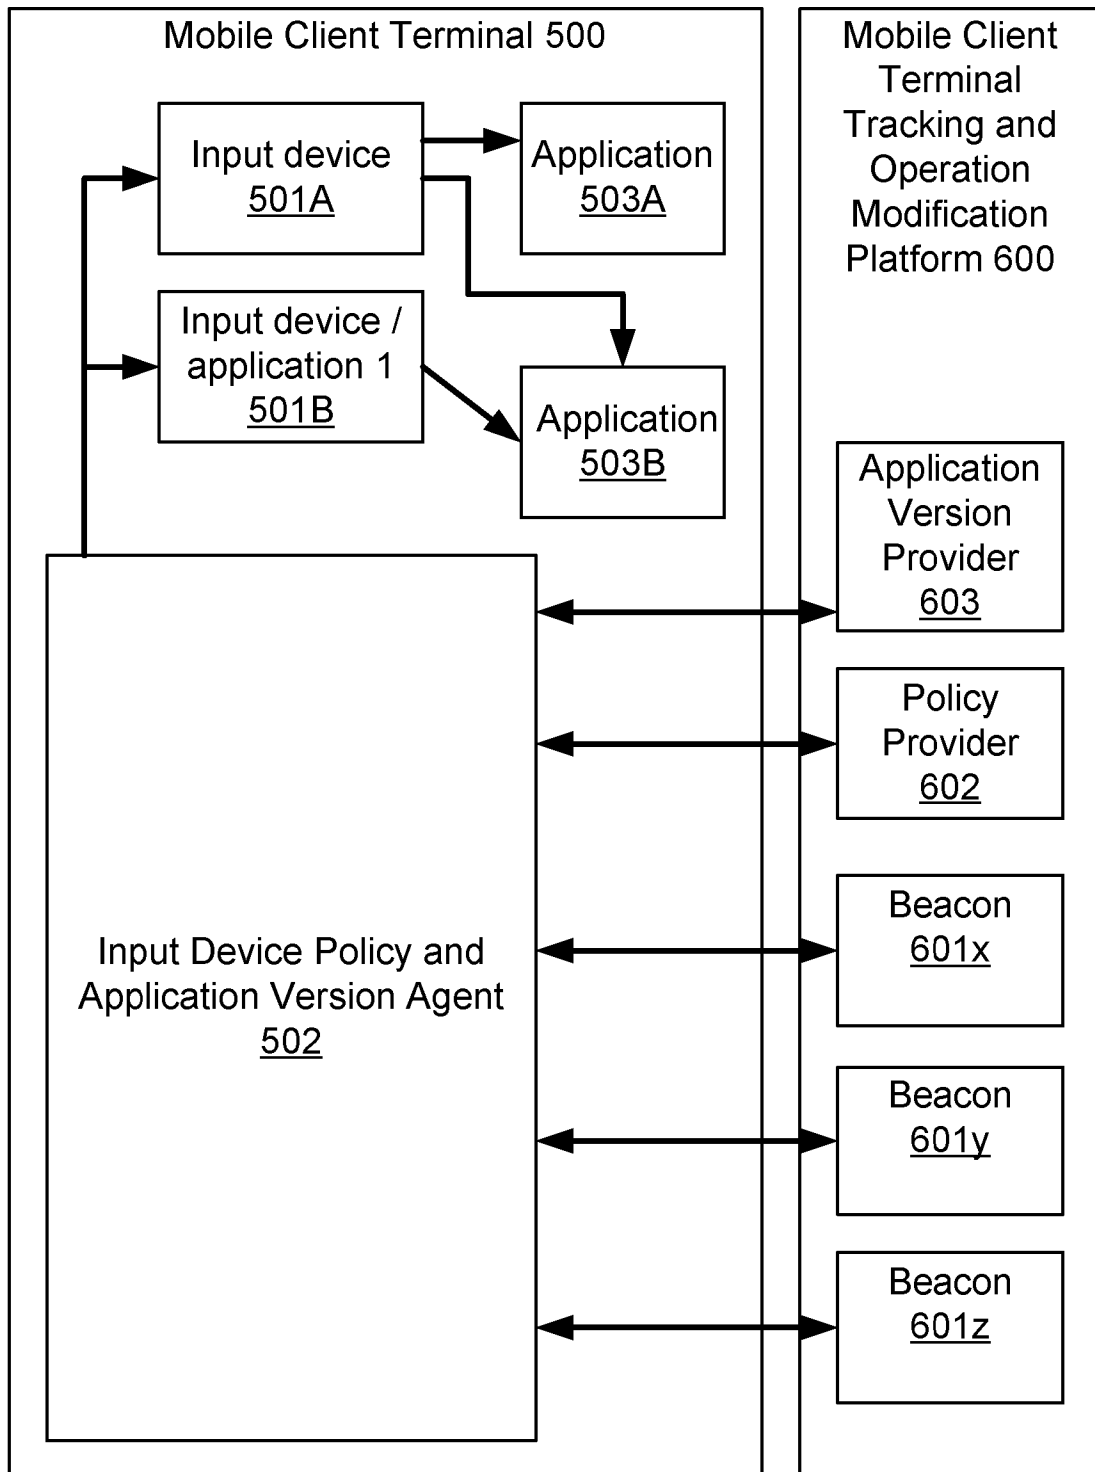 Mobile Client Terminal 500
Input device
501A
Application
503A
Input device /
application 1
501B
Application
503B
Input Device Policy and
Application Version Agent
502
Mobile Client
Terminal
Tracking and
Operation
Modification
Platform 600
Application
Version
Provider
603
Policy
Provider
602
Beacon
601x
Beacon
601y
Beacon
601z